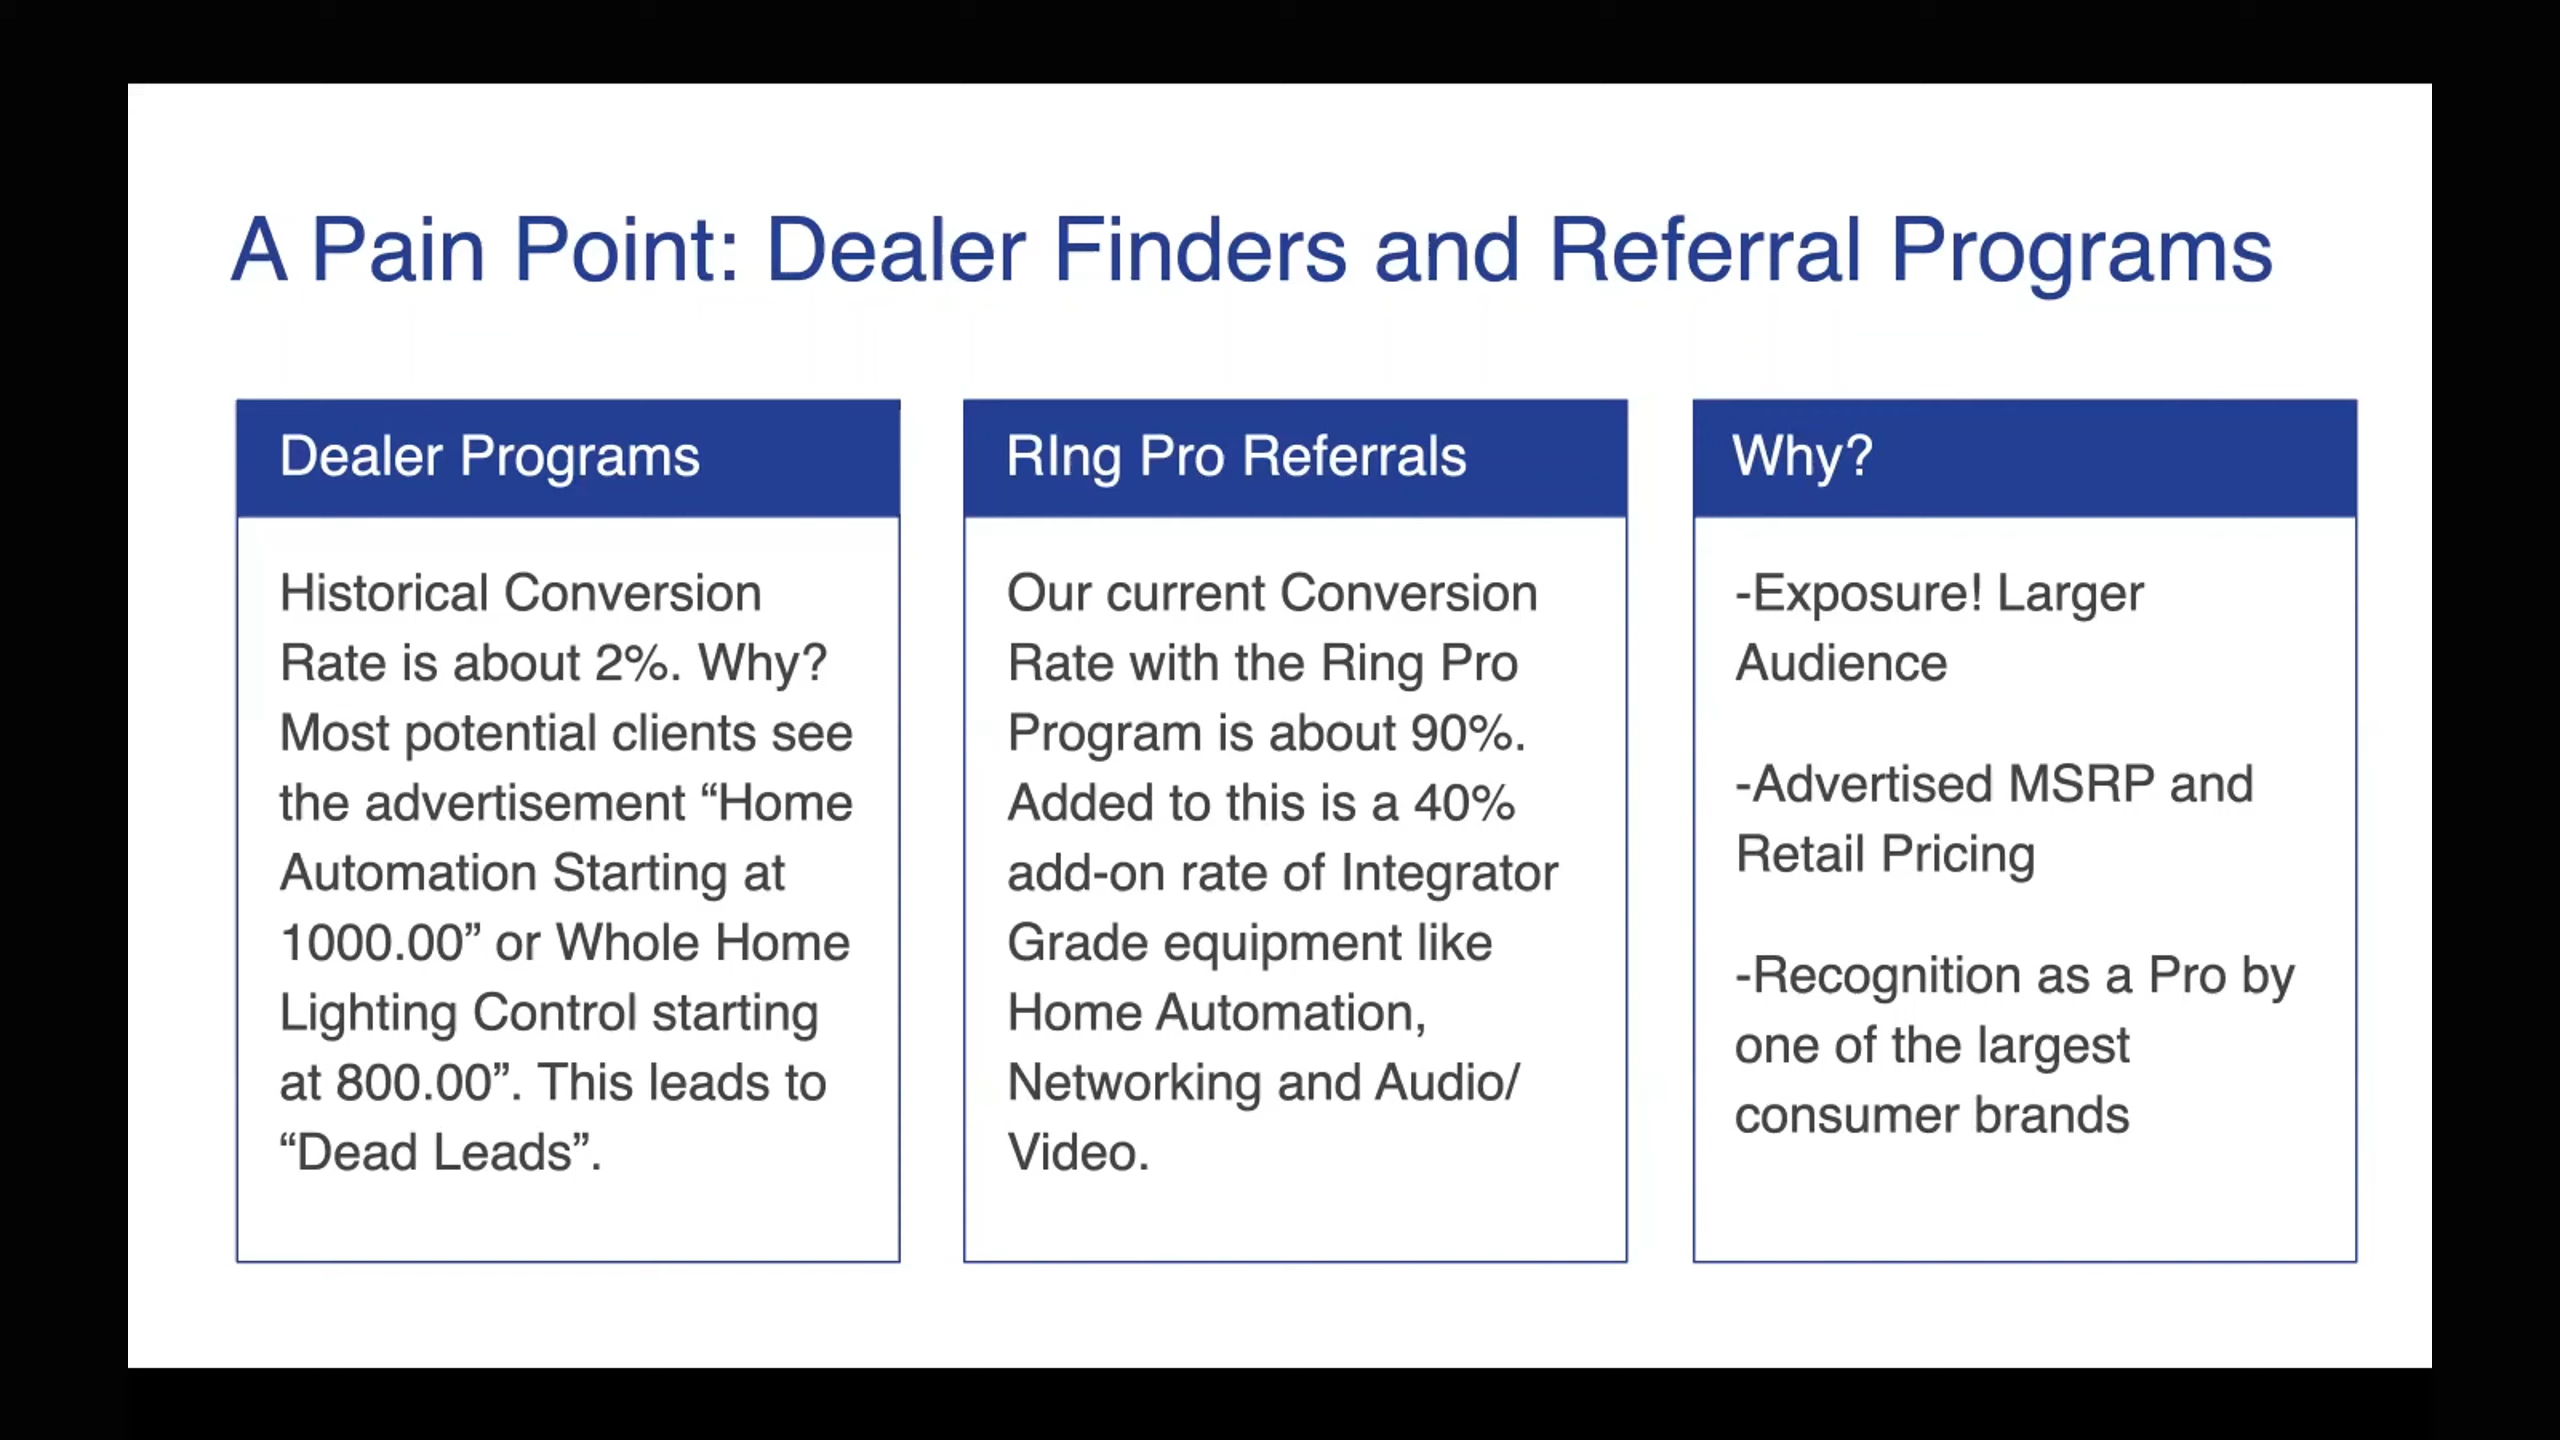 A Pain Point: Dealer Finders and Referral Programs
Dealer Programs
Historical Conversion
Rate is about 2%. Why?
Most potential clients see
the advertisement “Home
Automation Starting at
1000.00” or Whole Home
Lighting Control starting
at 800.00”. This leads to
“Dead Leads”.
RIng Pro Referrals
Our current Conversion
Rate with the Ring Pro
Program is about 90%.
Added to this is a 40%
add-on rate of Integrator
Grade equipment like
Home Automation,
Networking and Audio/
Video.
Why?
-Exposure! Larger
Audience
-Advertised MSRP and
Retail Pricing
-Recognition as a Pro by
one of the largest
consumer brands